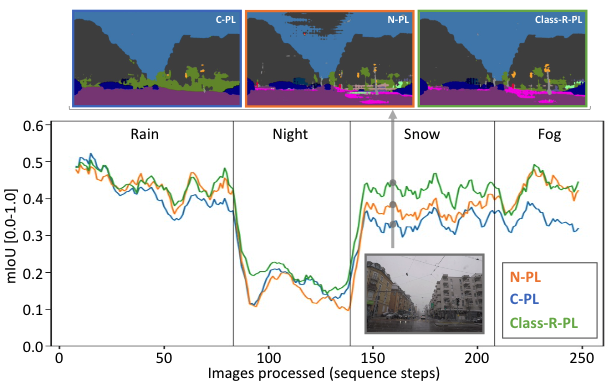 C-PL
N-PL
Class-R-PL
0.6
Rain
Night
Snow
Fog
0.5
0.4
0.3
0.2
0.1
0.0
mIoU [0.0-1.0]
N-PL
C-PL
Class-R-PL
0
50
100
150
200
250
Images processed (sequence steps)